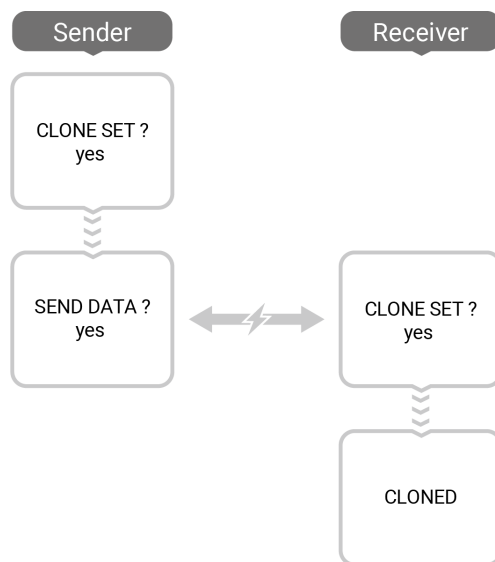 Sender
Receiver
CLONE SET ?
yes
SEND DATA ?
yes
CLONE SET ?
yes
CLONED